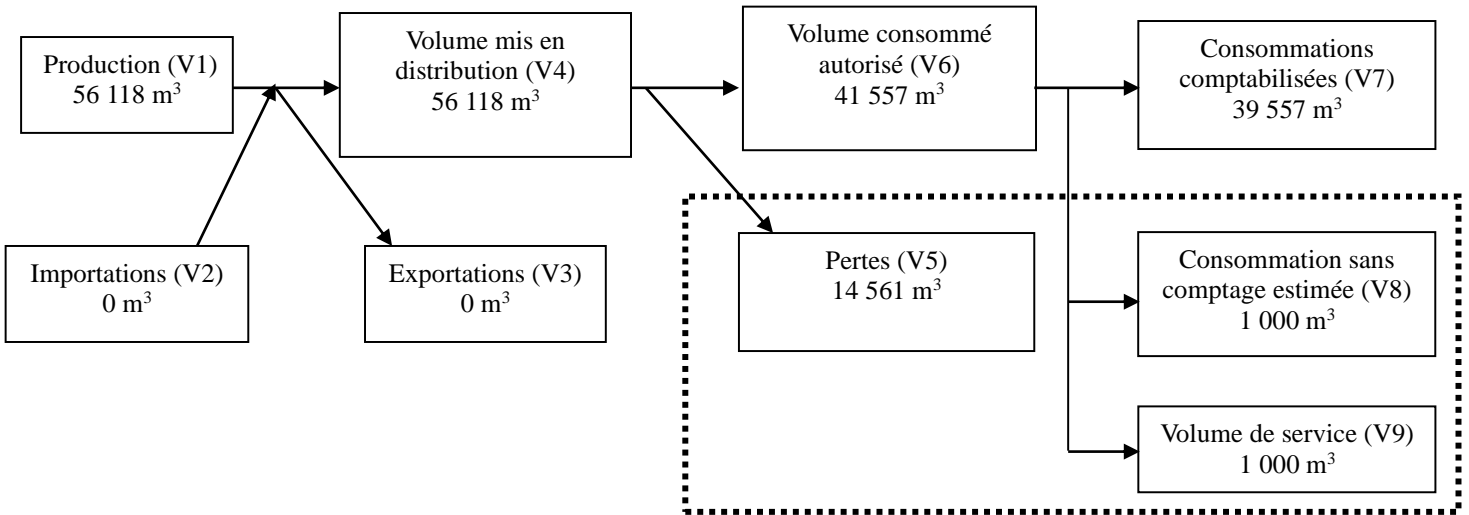 Production (V1)
56 118 m³
Volume mis en
distribution (V4)
56 118 m³
Volume consommé
autorisé (V6)
41 557 m³
Consommations
comptabilisées (V7)
39 557 m³
Importations (V2)
0 m³
Exportations (V3)
0 m³
Pertes (V5)
14 561 m³
Consommation sans
comptage estimée (V8)
1 000 m³
Volume de service (V9)
1 000 m³